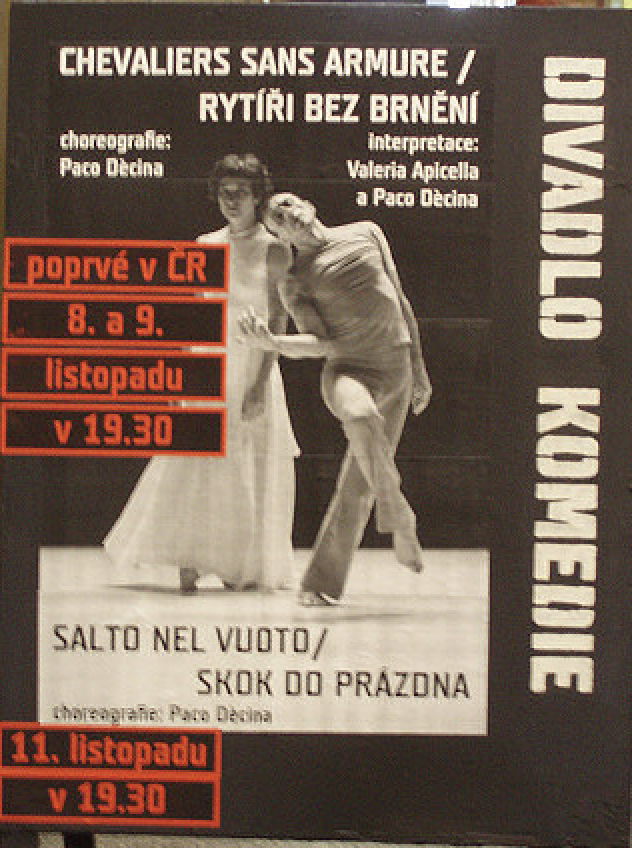 CHEVALIERS SANS ARMURE /
RYTÍŘI BEZ BRNĚNÍ
choreografie:
Paco Dècina
interpretace:
Valeria Apicella
a Paco Dècina
poprvé v ČR
8. a 9.
listopadu
v 19.30
SALTO NEL VUOTO/
SKOK DO PRÁZDNA
choreografie: Paco Dècina
11. listopadu
v 19.30
DIVADLO KOMEDIE